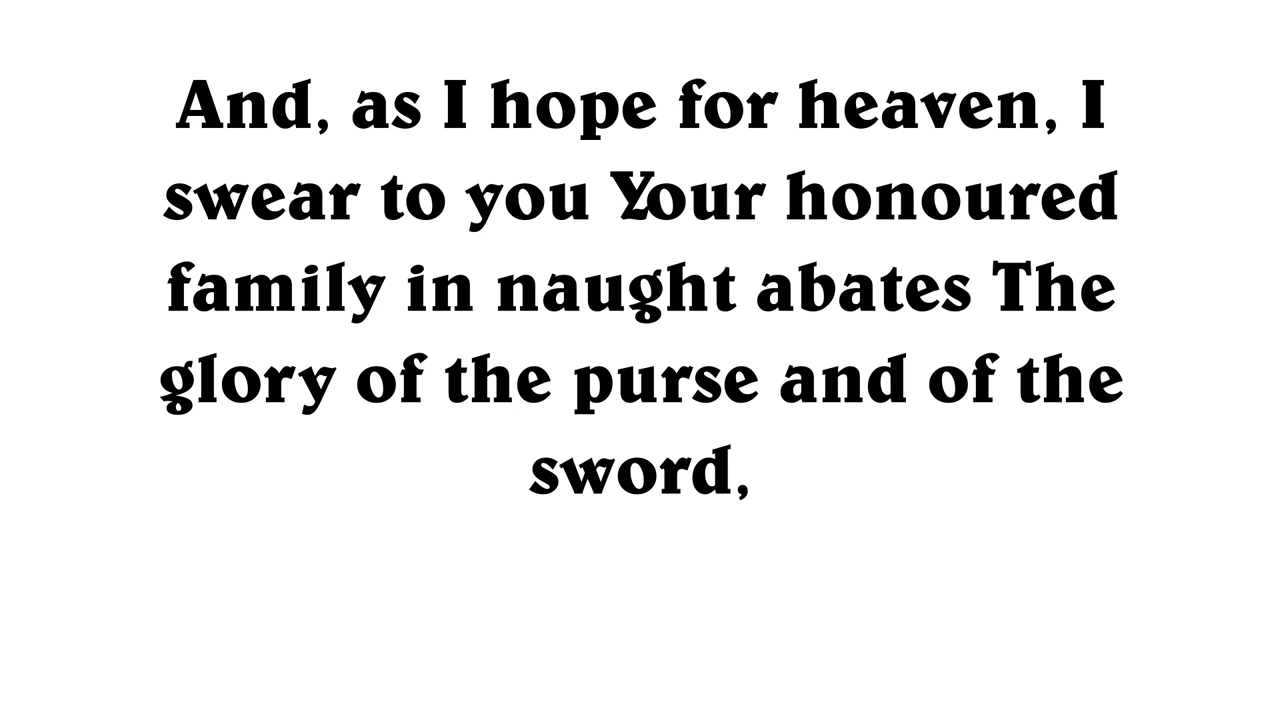 And, as I hope for heaven, I
swear to you Your honoured
family in naught abates The
glory of the purse and of the
sword,